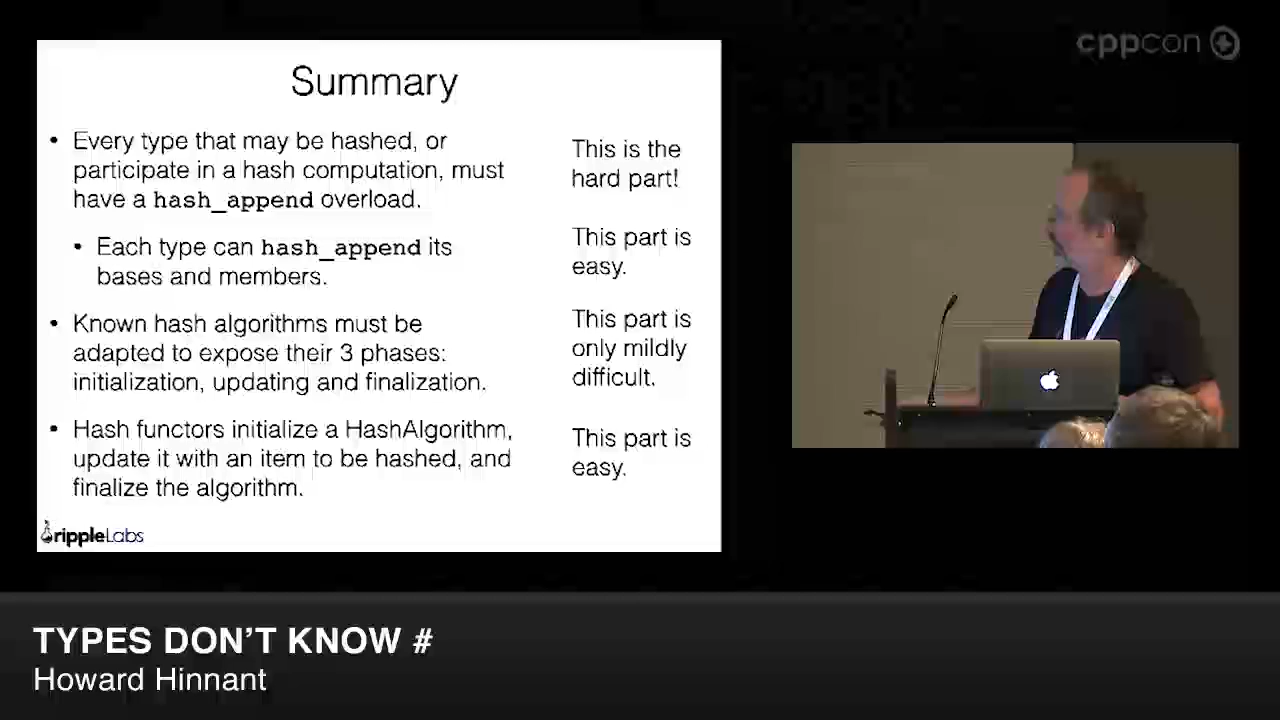 cppcon
Summary
• Every type that may be hashed, or
participate in a hash computation, must
have a hash_append overload.
This is the
hard part!
• Each type can hash_append its
bases and members.
This part is
easy.
• Known hash algorithms must be
adapted to expose their 3 phases:
initialization, updating and finalization.
This part is
only mildly
difficult.
• Hash functors initialize a HashAlgorithm,
update it with an item to be hashed, and
finalize the algorithm.
This part is
easy.
rippleLabs
TYPES DON'T KNOW #
Howard Hinnant